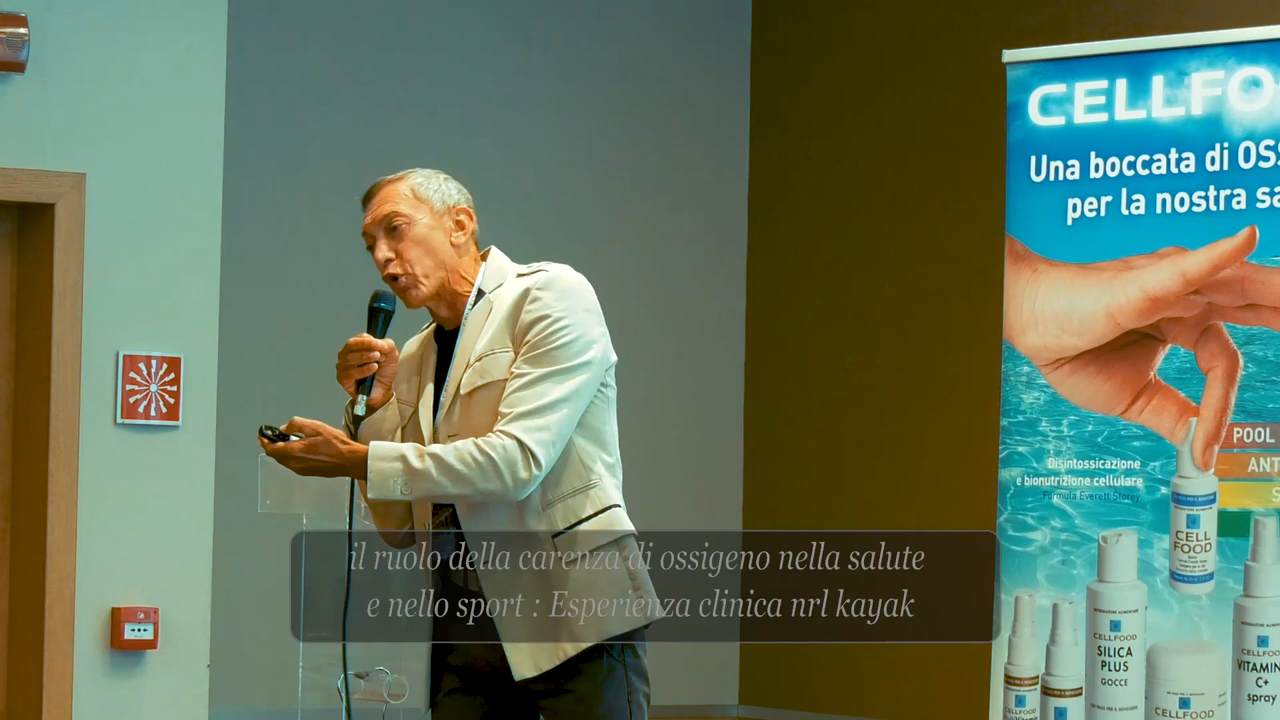 CELLFO
Una boccata di OSS
per la nostra sa
Disintossicazione
e bionutrizione cellulare
Formula Everett Storey
POOL
ANT
S
CELL
FOOD
INTEGRATORE ALIMENTARE
CELLFOOD
SILICA
PLUS
GOCCE
CELLFOOD
VITAMIN
C+
spray
CELLFOOD
il ruolo della carenza di ossigeno nella salute
e nello sport : Esperienza clinica nrl kayak